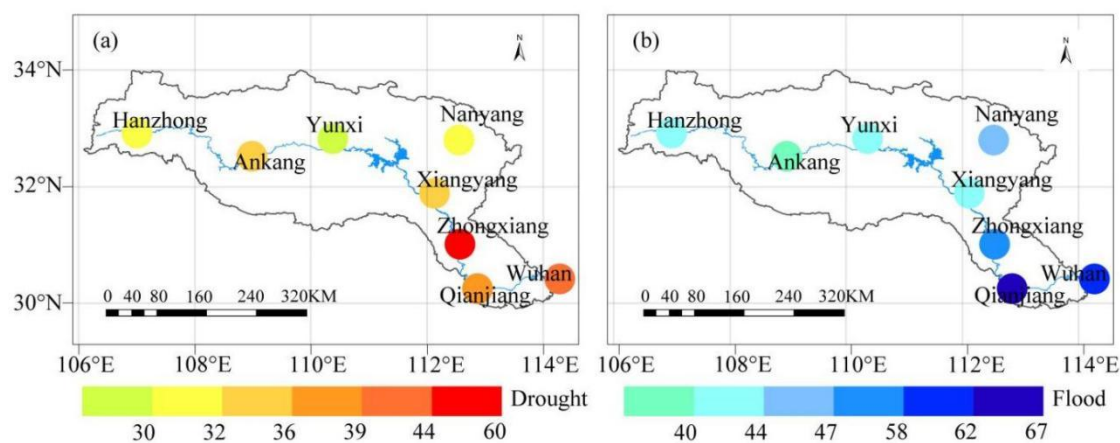 (a)
N
34°N
Hanzhong
Yunxi
Nanyang
Ankang
32°N
Xiangyang
Zhongxiang
Wuhan
Qianjiang
30°N
0 40 80 160 240 320KM
106°E 108°E 110°E 112°E 114°E
Drought
30 32 36 39 44 60
(b)
N
Hanzhong
Yunxi
Nanyang
Ankang
Xiangyang
Zhongxiang
Wuhan
Qianjiang
0 40 80 160 240 320KM
106°E 108°E 110°E 112°E 114°E
Flood
40 44 47 58 62 67